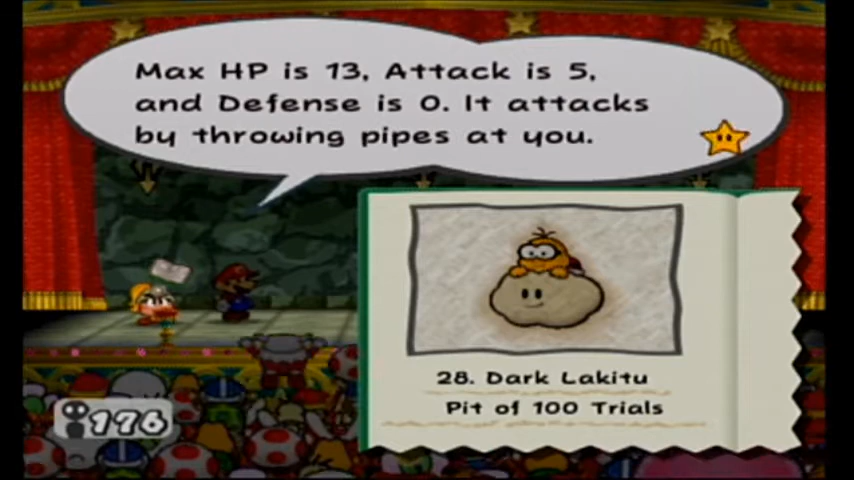 Max HP is 13, Attack is 5,
and Defense is 0. It attacks
by throwing pipes at you.
28. Dark Lakitu
Pit of 100 Trials
176